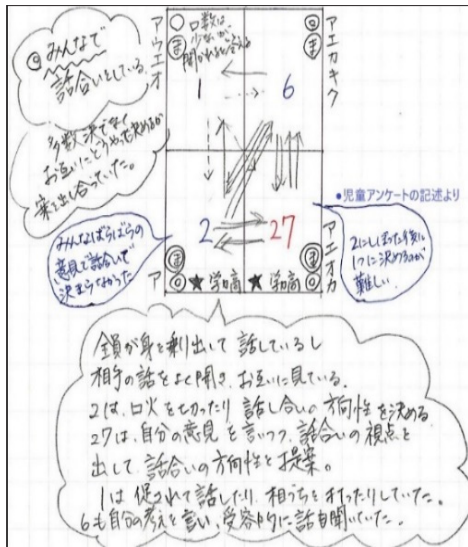 ◎みんなで
話合いをしている。
多数決でなく
お互いにどうやって決めるか
案を出し合っていた。
アウエオ
○口数は、
少ないが
聞かれると答える
ま
1
6
◎
ま
アエカキク
●児童アンケートの記述より
みんなばらばらの
意見で話合いで
決まらなかった
2
27
2にしぼった後に
1つに決めるのが
難しい
ま
◎
ア
★学力高
★学力高
ま
◎
アエオカ
全員が身を乗り出して話しているし
相手の話をよく聞き、お互いに見ている。
2は、口火を切ったり話し合いの方向性を決める
27は、自分の意見を言いつつ、話合いの視点を
出して、話合いの方向性を提案。
1は促されて話したり、相づちを打ったりしていた。
6も自分の考えを言い、受容的に話を聞いていた。